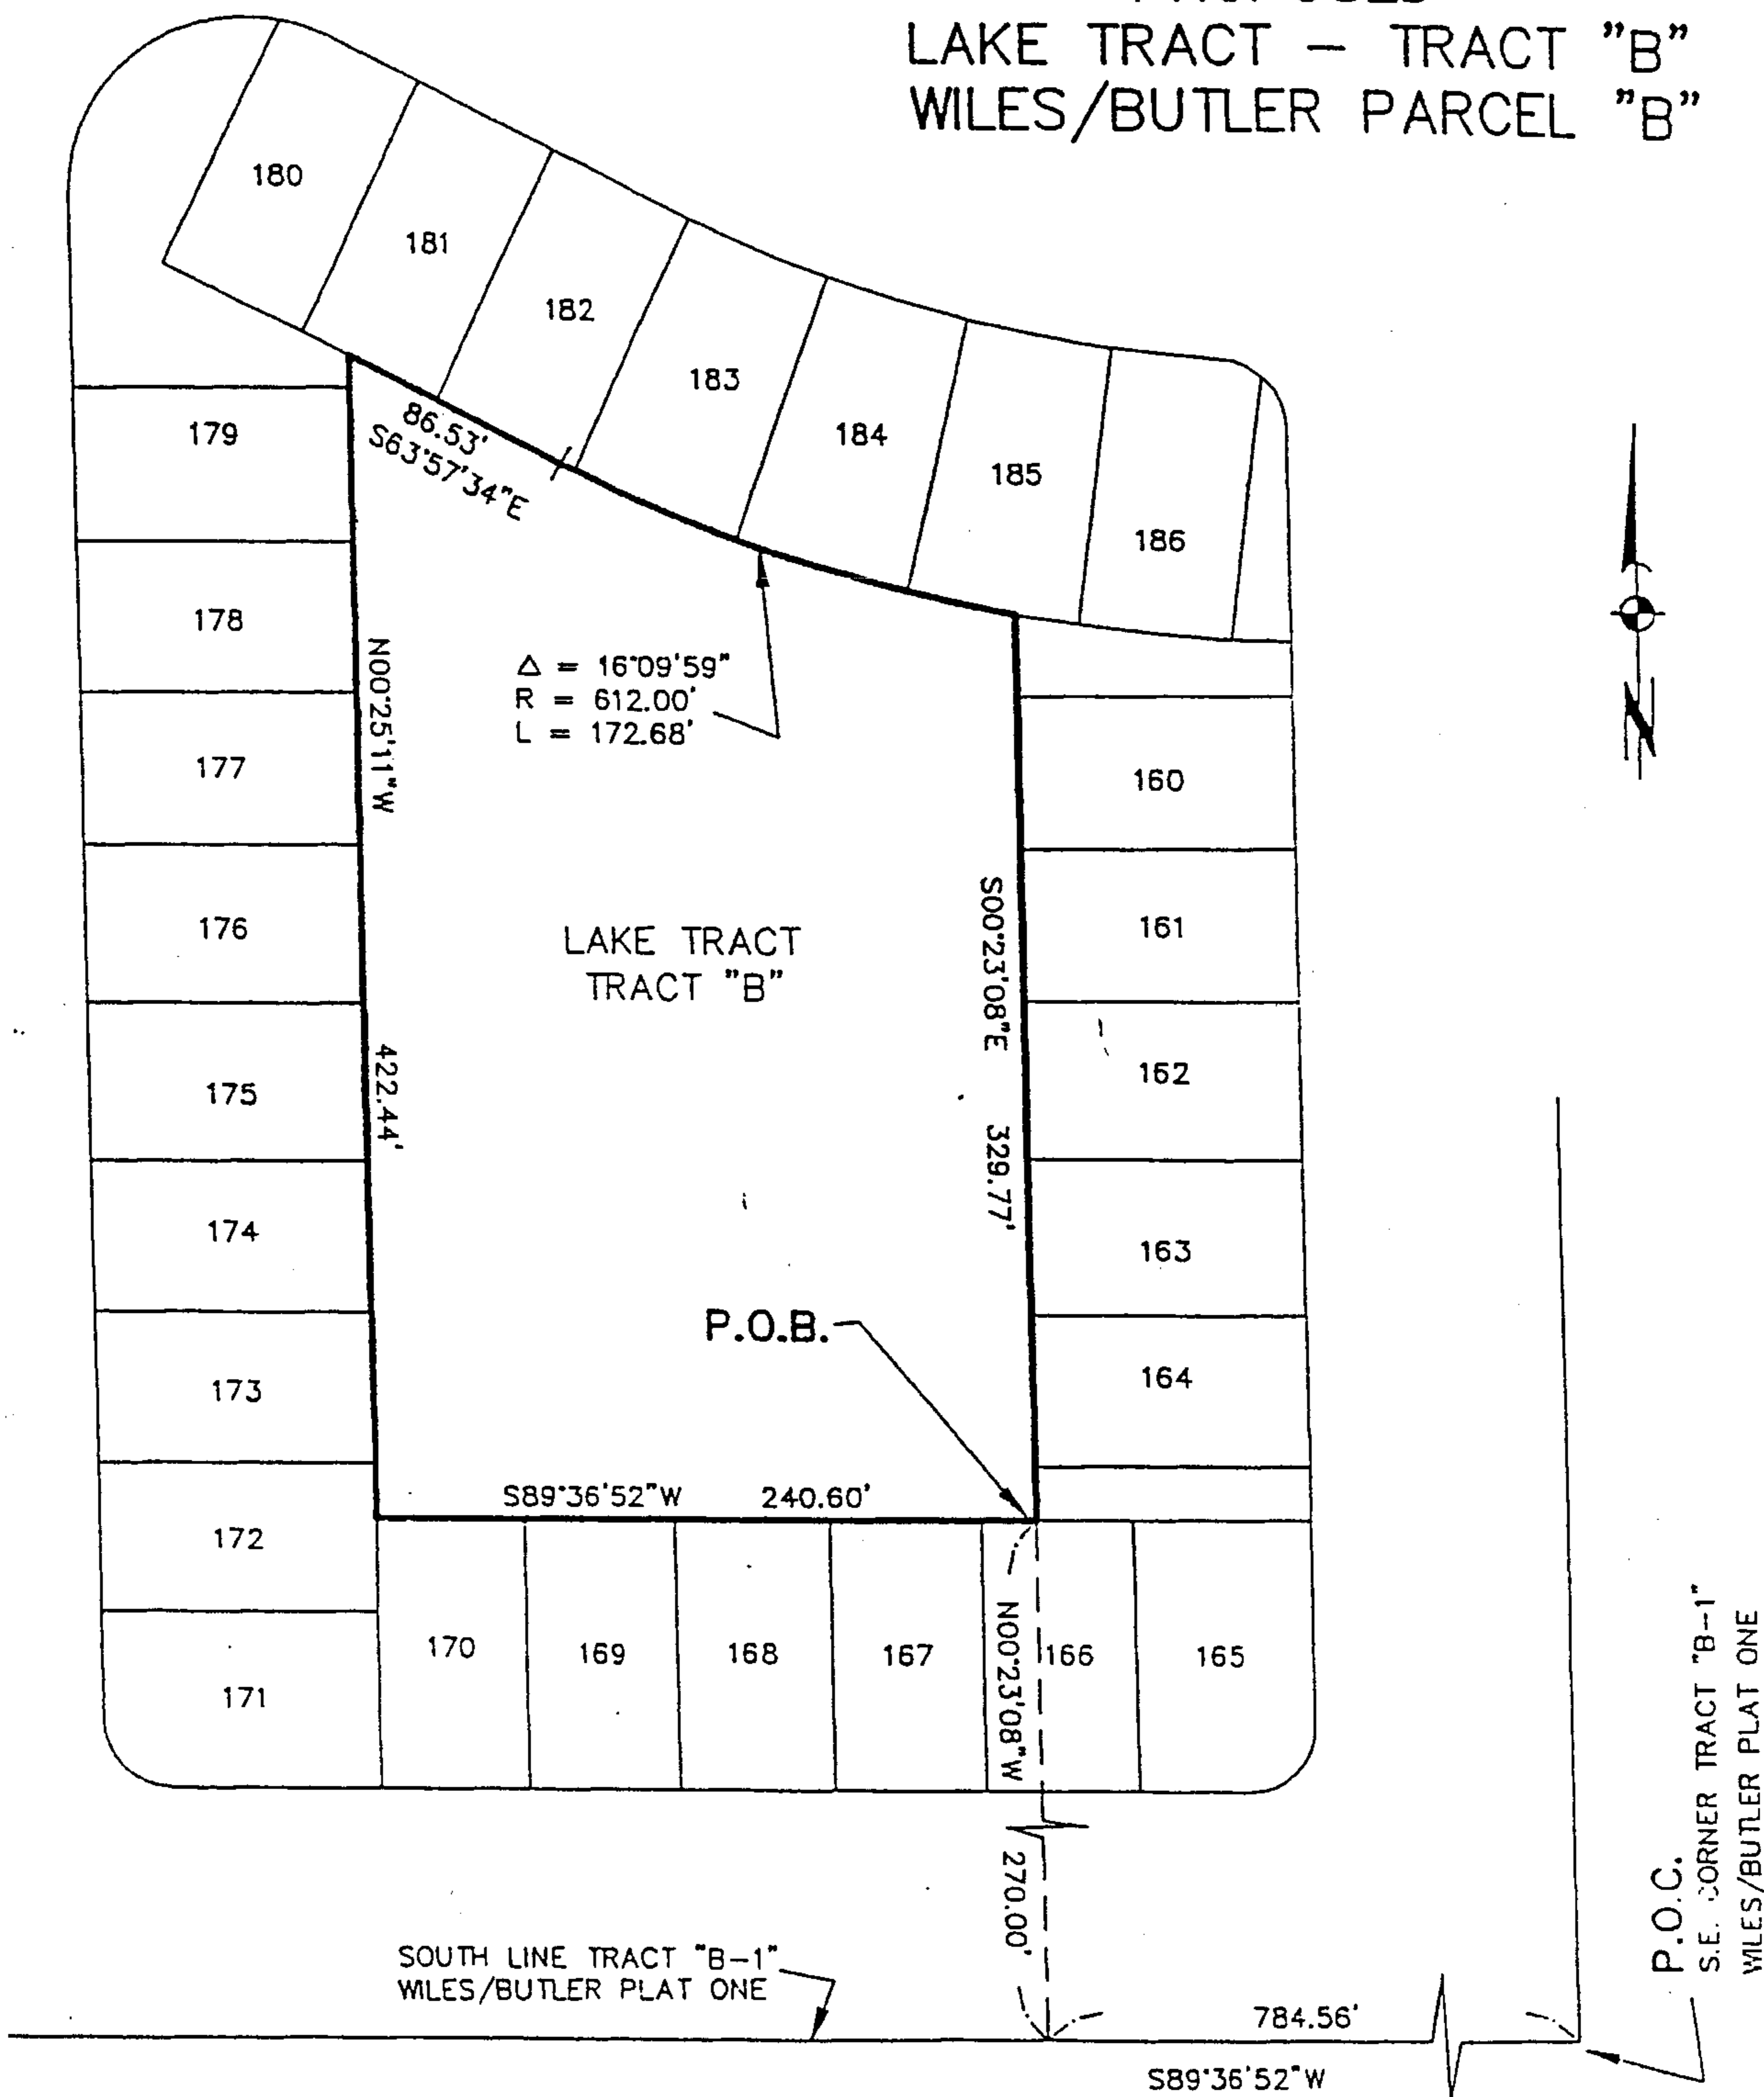 LAKE TRACT – TRACT "B"
WILES/BUTLER PARCEL "B"
180
181
182
183
184
185
186
179
178
177
176
175
174
173
172
171
86.53'
S63°57'34"E
N00°25'11"W
422.44'
Δ = 16°09'59"
R = 612.00'
L = 172.68'
LAKE TRACT
TRACT "B"
S00°23'08"E 329.77'
160
161
162
163
164
P.O.B.
S89°36'52"W 240.60'
170
169
168
167
166
165
N00°23'08"W
270.00'
SOUTH LINE TRACT "B-1"
WILES/BUTLER PLAT ONE
784.56'
S89°36'52"W
P.O.C.
S.E. CORNER TRACT "B-1"
WILES/BUTLER PLAT ONE
N